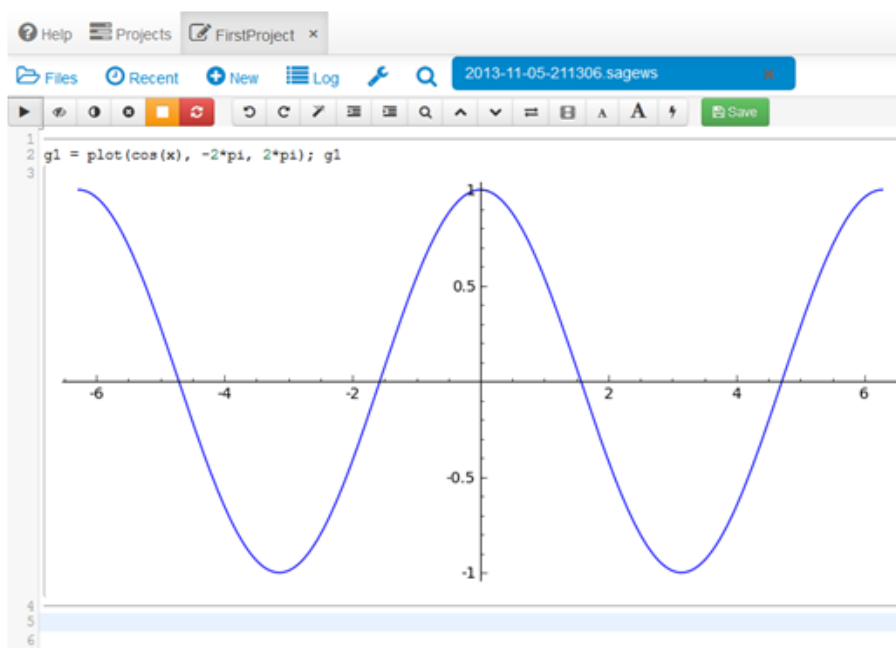 Help Projects FirstProject ×
Files Recent New Log 2013-11-05-211306.sagews
A A Save
1
2 g1 = plot(cos(x), -2*pi, 2*pi); g1
3
1
0.5
-6 -4 -2 2 4 6
-0.5
-1
4
5
6